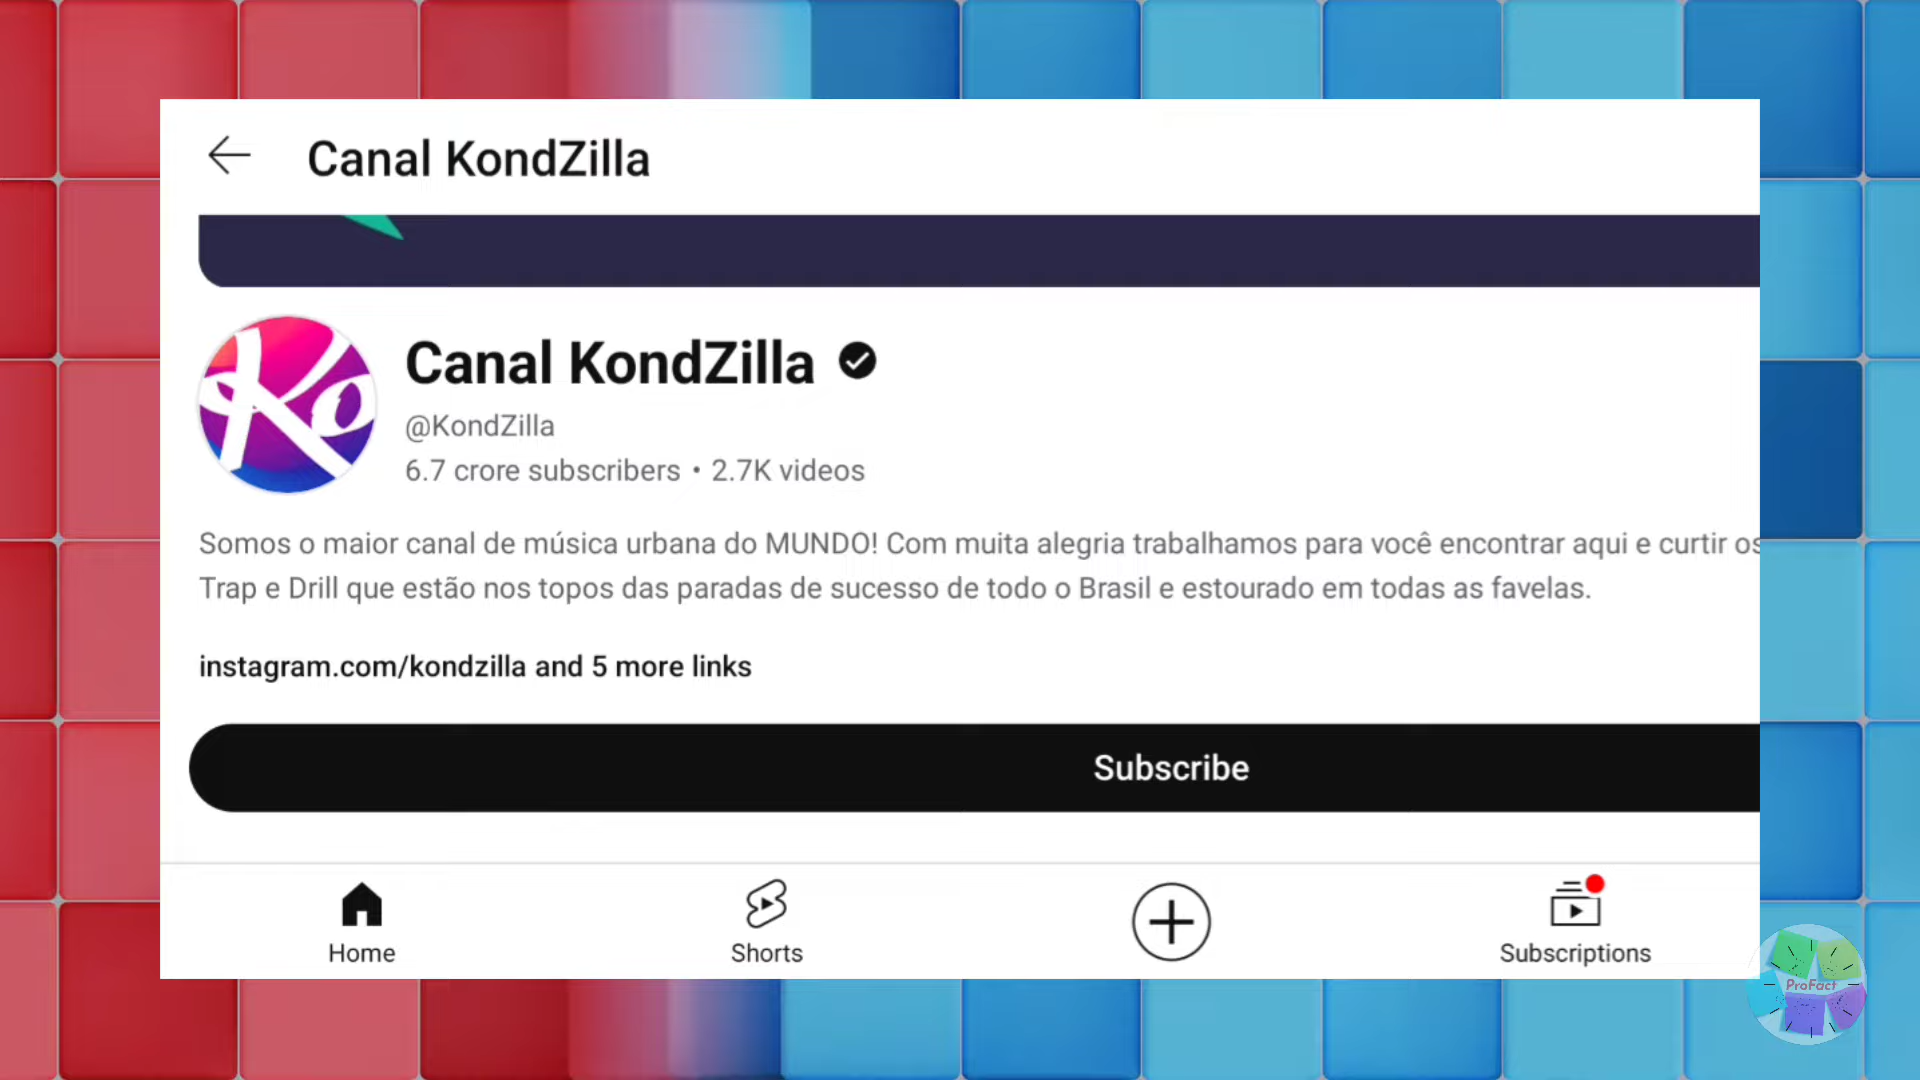 Canal KondZilla
Ko
Canal KondZilla
@KondZilla
6.7 crore subscribers • 2.7K videos
Somos o maior canal de música urbana do MUNDO! Com muita alegria trabalhamos para você encontrar aqui e curtir os
Trap e Drill que estão nos topos das paradas de sucesso de todo o Brasil e estourado em todas as favelas.
instagram.com/kondzilla and 5 more links
Subscribe
Home
Shorts
Subscriptions
ProFact